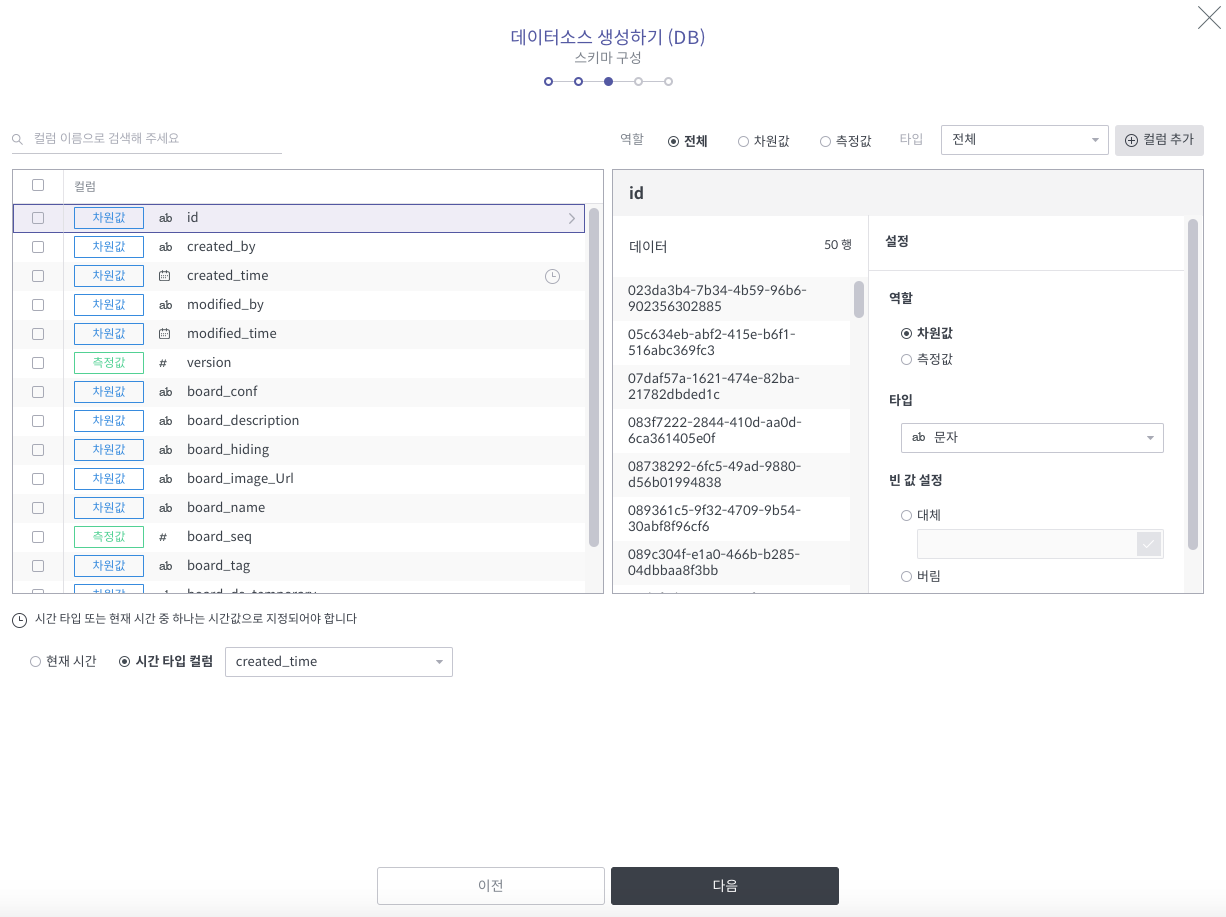 데이터소스 생성하기 (DB)
스키마 구성
컬럼 이름으로 검색해 주세요
역할 전체 차원값 측정값 타입 전체 컬럼 추가
컬럼
차원값 ab id
차원값 ab created_by
차원값 created_time
차원값 ab modified_by
차원값 modified_time
측정값 # version
차원값 ab board_conf
차원값 ab board_description
차원값 ab board_hiding
차원값 ab board_image_Url
차원값 ab board_name
측정값 # board_seq
차원값 ab board_tag
id
데이터 50 행
023da3b4-7b34-4b59-96b6-
902356302885
05c634eb-abf2-415e-b6f1-
516abc369fc3
07daf57a-1621-474e-82ba-
21782dbded1c
083f7222-2844-410d-aa0d-
6ca361405e0f
08738292-6fc5-49ad-9880-
d56b01994838
089361c5-9f32-4709-9b54-
30abf8f96cf6
089c304f-e1a0-466b-b285-
04dbbaa8f3bb
설정
역할
차원값
측정값
타입
ab 문자
빈 값 설정
대체
버림
시간 타입 또는 현재 시간 중 하나는 시간값으로 지정되어야 합니다
현재 시간 시간 타입 컬럼 created_time
이전 다음